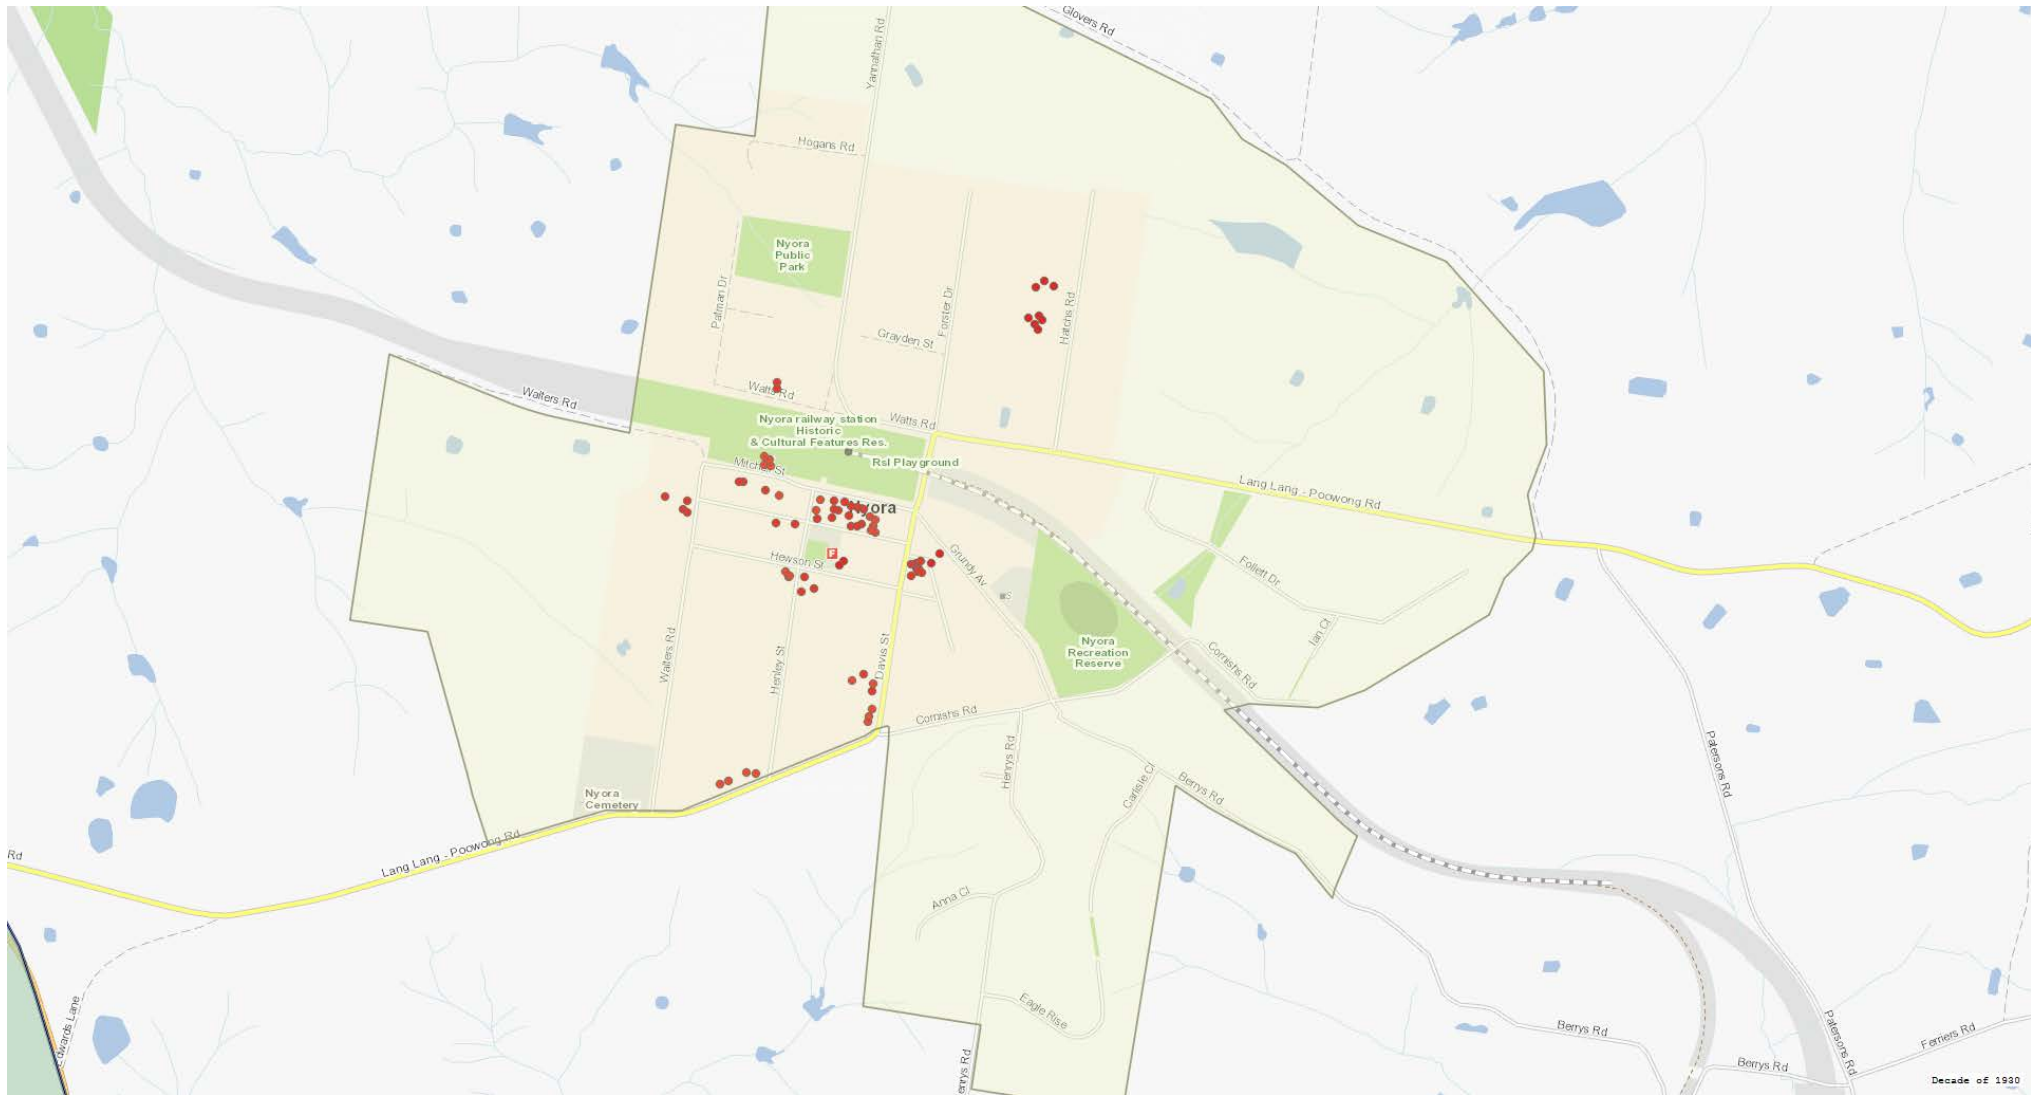 Glovers Rd
Yannathan Rd
Hogans Rd
Nyora
Public
Park
Patman Dr
Forster Dr
Hatchs Rd
Grayden St
Walters Rd
Watts Rd
Nyora railway station
Historic
& Cultural Features Res.
Watts Rd
Rsl Playground
Mitchell St
Lang Lang - Poowong Rd
Nyora
F
Hewson St
Grundy Av
Follett Dr
S
Ian Ct
Walters Rd
Henley St
Davis St
Nyora
Recreation
Reserve
Cornishs Rd
Cornishs Rd
Henrys Rd
Carlisle Cl
Berrys Rd
Patersons Rd
Nyora
Cemetery
Lang Lang - Poowong Rd
Rd
Anna Cl
Eagle Rise
Edwards Lane
Henrys Rd
Berrys Rd
Patersons Rd
Ferriers Rd
Berrys Rd
Decade of 1930